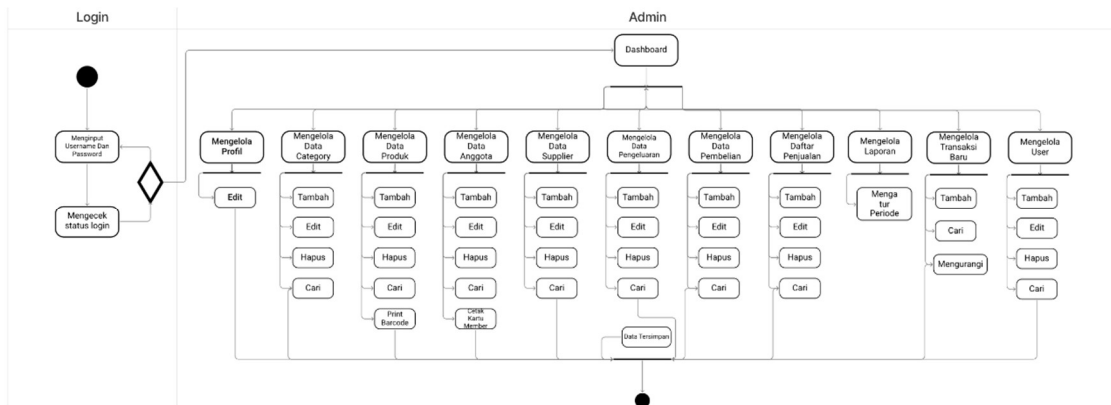 Login
Admin
Dashboard
Menginput
Username Dan
Password
Mengecek
status login
Mengelola
Profil
Edit
Mengelola
Data
Category
Tambah
Edit
Hapus
Cari
Mengelola
Data
Produk
Tambah
Edit
Hapus
Cari
Print
Barcode
Mengelola
Data
Anggota
Tambah
Edit
Hapus
Cari
Cetak
Kartu
Member
Mengelola
Data
Supplier
Tambah
Edit
Hapus
Cari
Mengelola
Data
Pengeluaran
Tambah
Edit
Hapus
Cari
Mengelola
Data
Pembelian
Tambah
Edit
Hapus
Cari
Mengelola
Daftar
Penjualan
Tambah
Edit
Hapus
Cari
Mengelola
Laporan
Menga
tur
Periode
Mengelola
Transaksi
Baru
Tambah
Cari
Mengurangi
Mengelola
User
Tambah
Edit
Hapus
Cari
Data Tersimpan